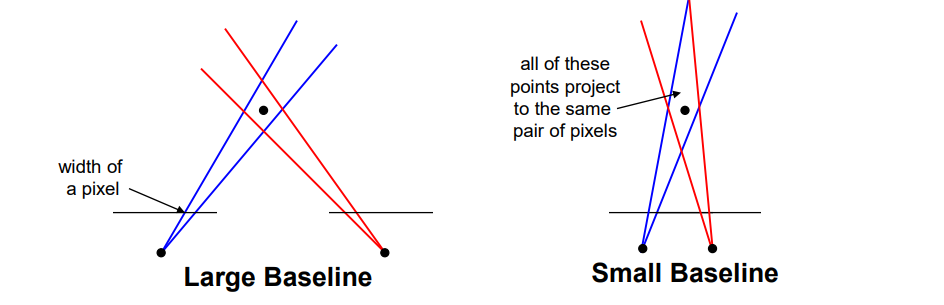 all of these
points project
to the same
pair of pixels
width of
a pixel
Large Baseline
Small Baseline